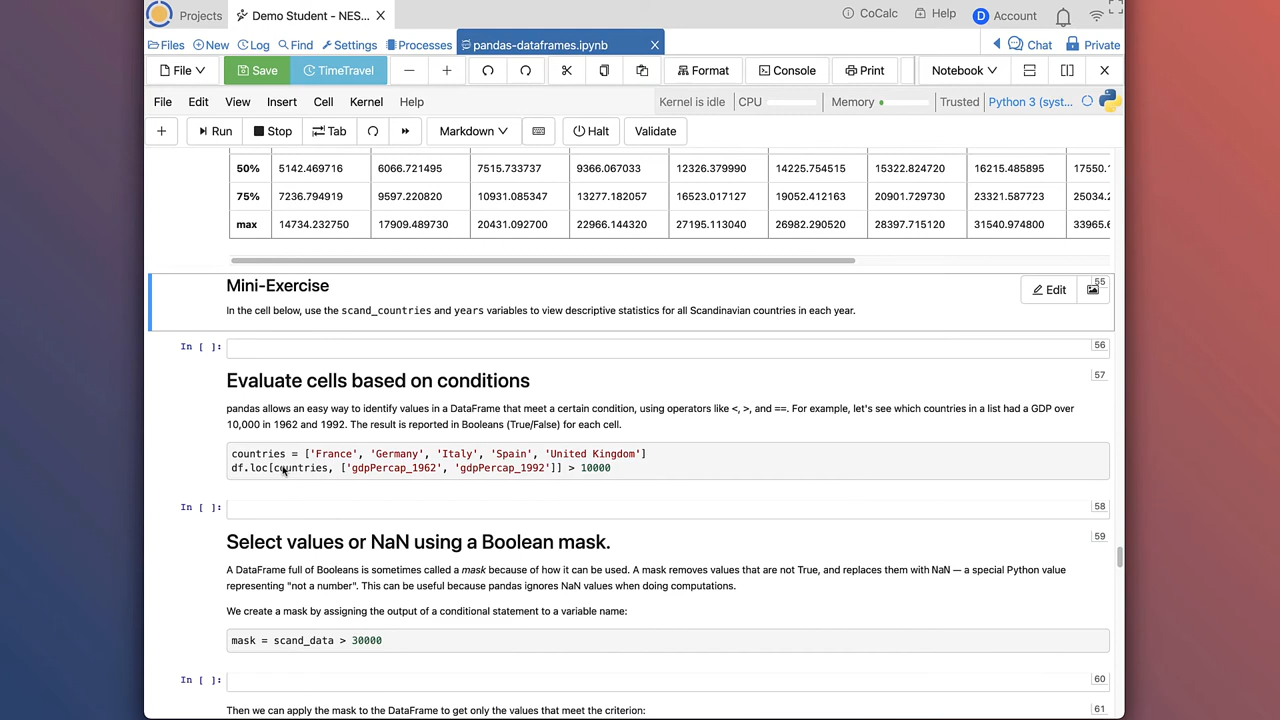 Projects
Demo Student - NES...
CoCalc
Help
D Account
Files
New
Log
Find
Settings
Processes
pandas-dataframes.ipynb
Chat
Private
File
Save
TimeTravel
Format
Console
Print
Notebook
File Edit View Insert Cell Kernel Help
Kernel is idle
CPU
Memory
Trusted
Python 3 (syst...
Run
Stop
Tab
Markdown
Halt
Validate
50% 5142.469716 6066.721495 7515.733737 9366.067033 12326.379990 14225.754515 15322.824720 16215.485895 17550.
75% 7236.794919 9597.220820 10931.085347 13277.182057 16523.017127 19052.412163 20901.729730 23321.587723 25034.
max 14734.232750 17909.489730 20431.092700 22966.144320 27195.113040 26982.290520 28397.715120 31540.974800 33965.
Mini-Exercise
Edit
55
In the cell below, use the scand_countries and years variables to view descriptive statistics for all Scandinavian countries in each year.
In [ ]:
56
Evaluate cells based on conditions
57
pandas allows an easy way to identify values in a DataFrame that meet a certain condition, using operators like <, >, and ==. For example, let's see which countries in a list had a GDP over
10,000 in 1962 and 1992. The result is reported in Booleans (True/False) for each cell.
countries = ['France', 'Germany', 'Italy', 'Spain', 'United Kingdom']
df.loc[countries, ['gdpPercap_1962', 'gdpPercap_1992']] > 10000
In [ ]:
58
Select values or NaN using a Boolean mask.
59
A DataFrame full of Booleans is sometimes called a mask because of how it can be used. A mask removes values that are not True, and replaces them with NaN — a special Python value
representing "not a number". This can be useful because pandas ignores NaN values when doing computations.
We create a mask by assigning the output of a conditional statement to a variable name:
mask = scand_data > 30000
In [ ]:
60
Then we can apply the mask to the DataFrame to get only the values that meet the criterion:
61